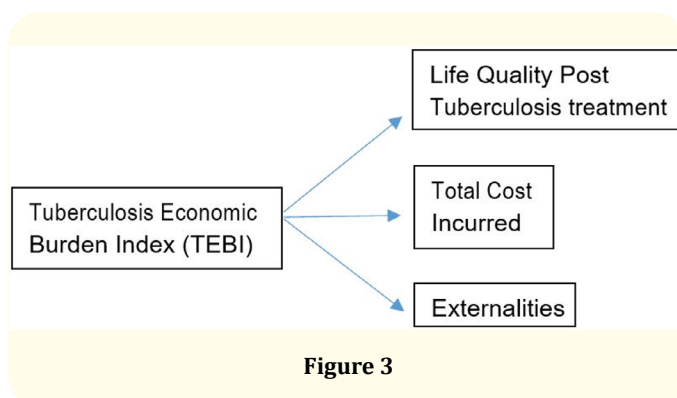 Life Quality Post
Tuberculosis treatment
Tuberculosis Economic
Burden Index (TEBI)
Total Cost
Incurred
Externalities
Figure 3